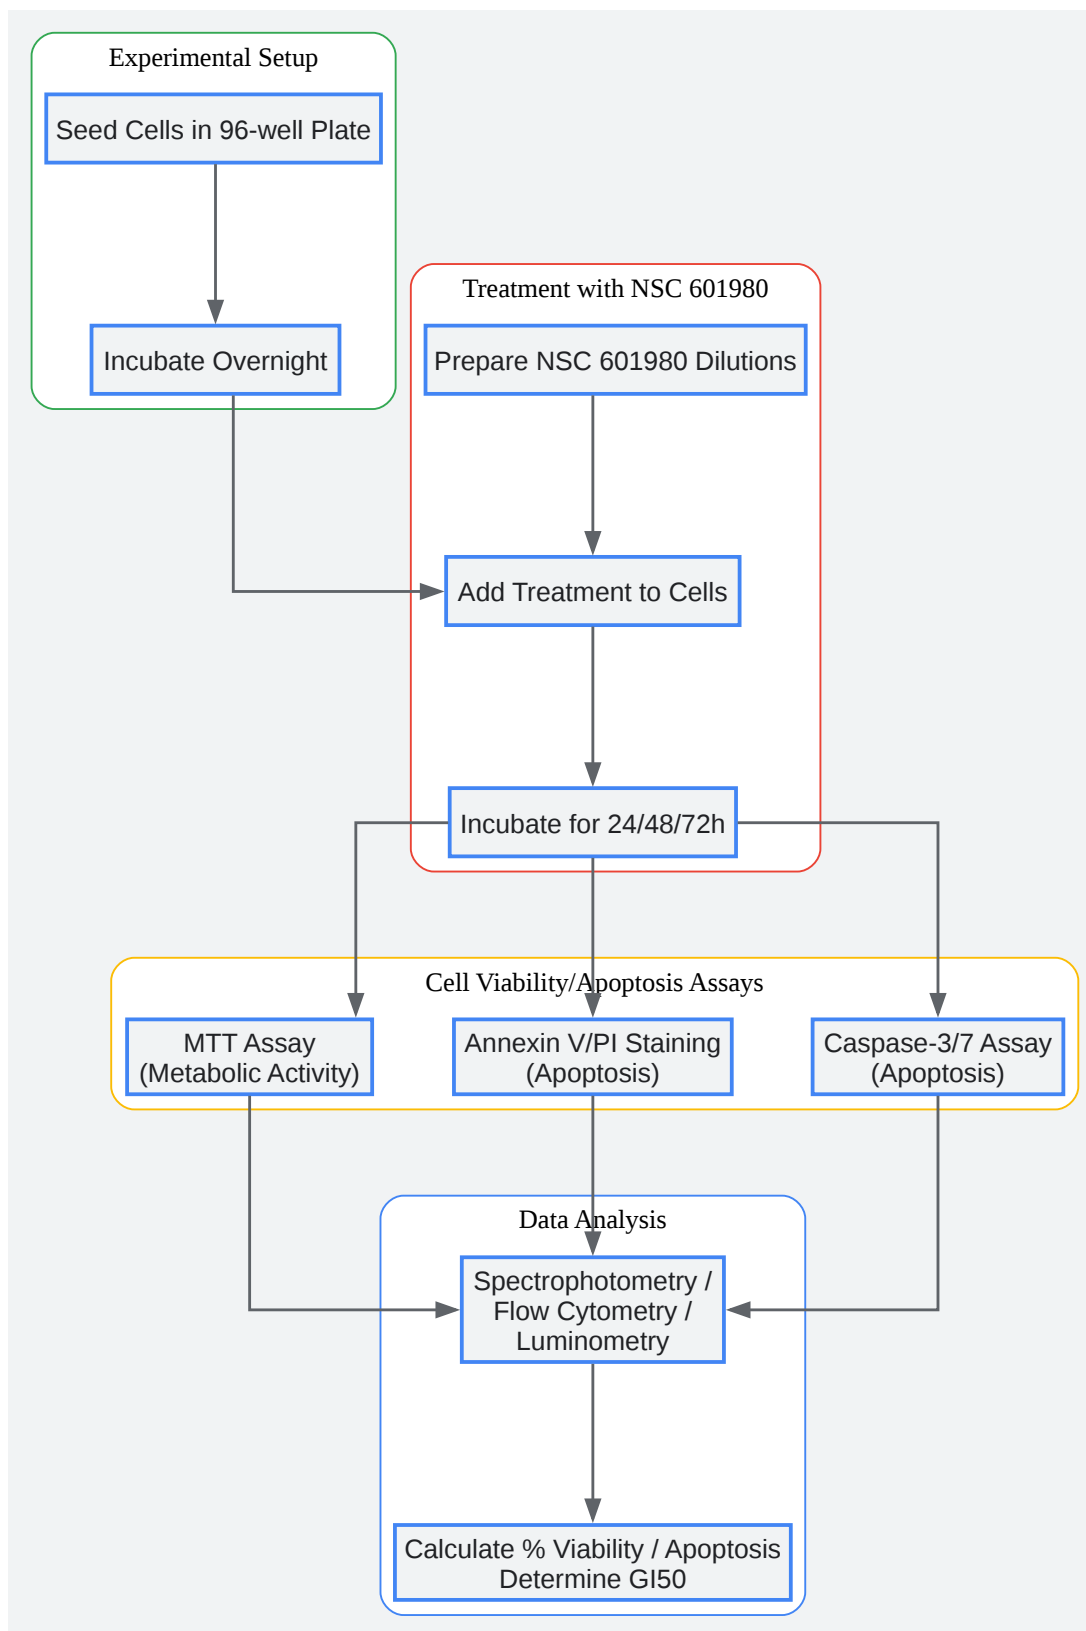 Experimental Setup
Seed Cells in 96-well Plate
Incubate Overnight
Treatment with NSC 601980
Prepare NSC 601980 Dilutions
Add Treatment to Cells
Incubate for 24/48/72h
Cell Viability/Apoptosis Assays
MTT Assay
(Metabolic Activity)
Annexin V/PI Staining
(Apoptosis)
Caspase-3/7 Assay
(Apoptosis)
Data Analysis
Spectrophotometry /
Flow Cytometry /
Luminometry
Calculate % Viability / Apoptosis
Determine GI50